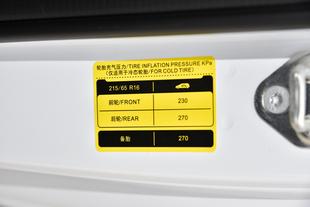 轮胎充气压力/TIRE INFLATION PRESSURE KPa
(仅适用于冷态轮胎/FOR COLD TIRE)
215/65 R16
前轮/FRONT 230
后轮/REAR 270
备胎 270